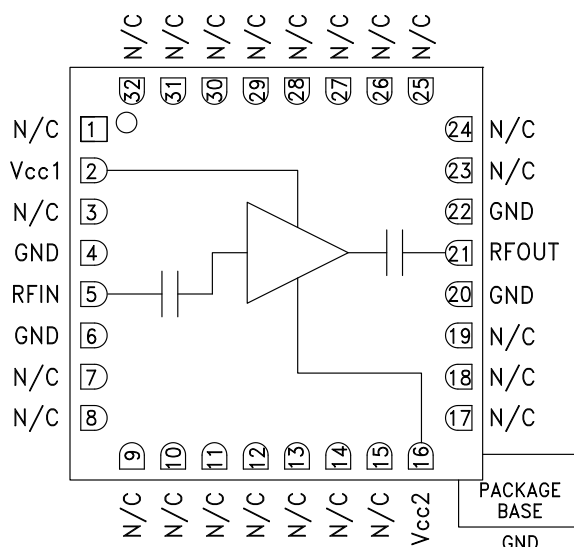 N/C N/C N/C N/C N/C N/C N/C N/C
32 31 30 29 28 27 26 25
N/C 1 24 N/C
Vcc1 2 23 N/C
N/C 3 22 GND
GND 4 21 RFOUT
RFIN 5 20 GND
GND 6 19 N/C
N/C 7 18 N/C
N/C 8 17 N/C
9 10 11 12 13 14 15 16
N/C N/C N/C N/C N/C N/C N/C Vcc2
PACKAGE
BASE
GND